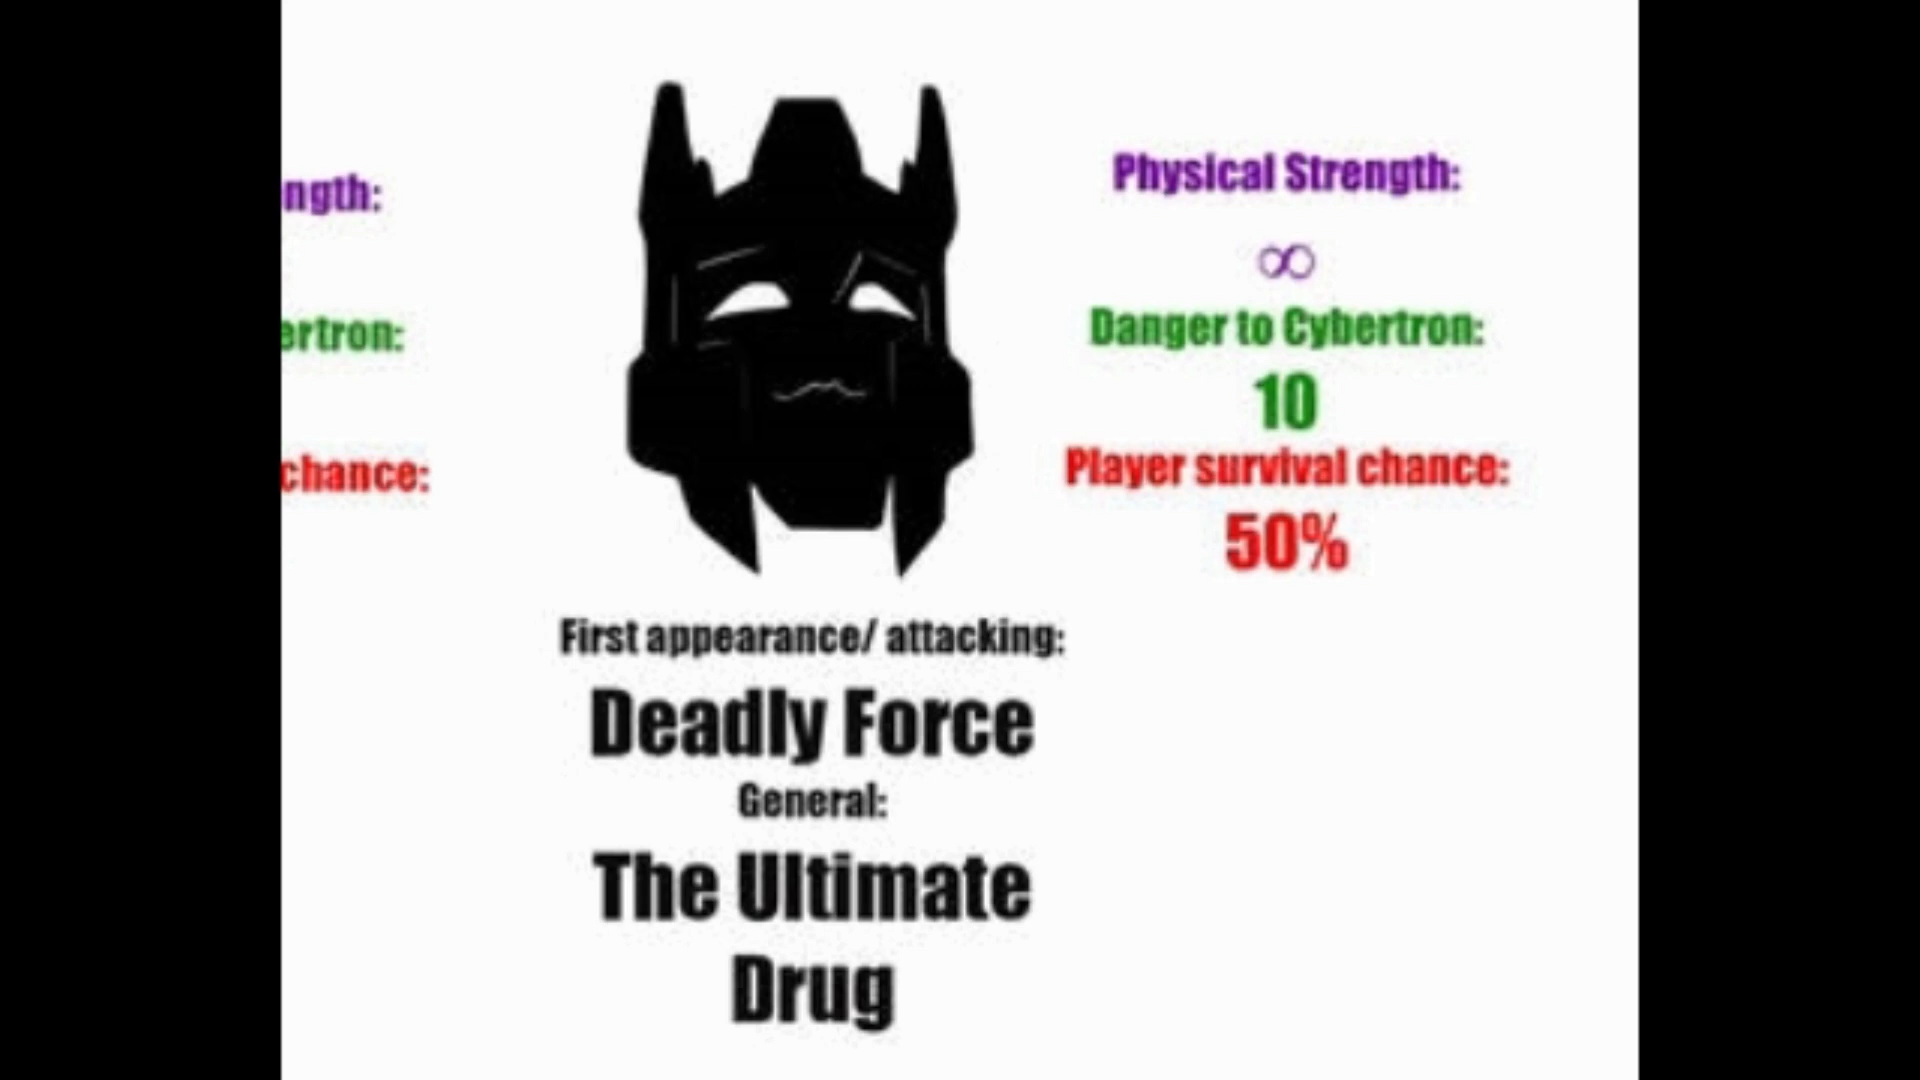 ngth:
ertron:
chance:
Physical Strength:
∞
Danger to Cybertron:
10
Player survival chance:
50%
First appearance/ attacking:
Deadly Force
General:
The Ultimate
Drug